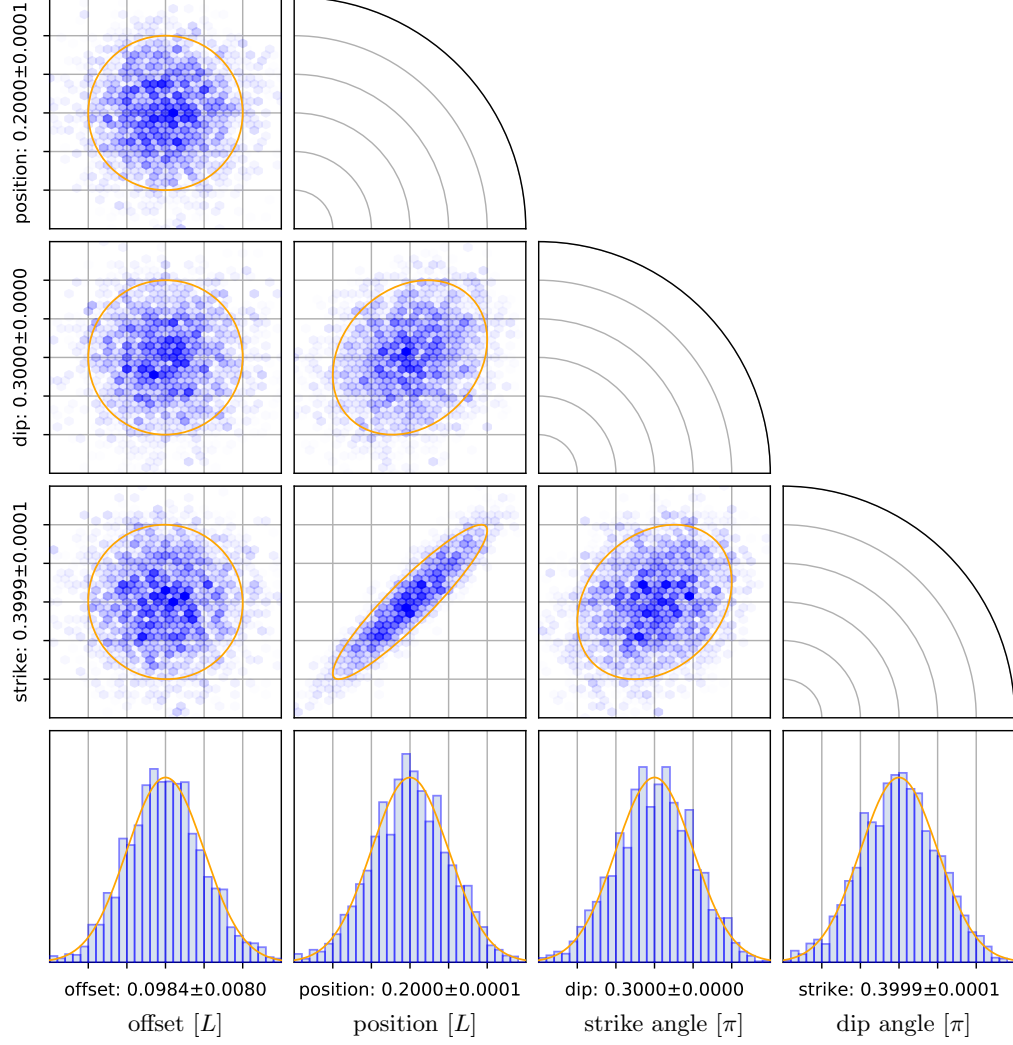 position: 0.2000±0.0001
dip: 0.3000±0.0000
strike: 0.3999±0.0001
offset: 0.0984±0.0080
position: 0.2000±0.0001
dip: 0.3000±0.0000
strike: 0.3999±0.0001
offset [L]
position [L]
strike angle [π]
dip angle [π]